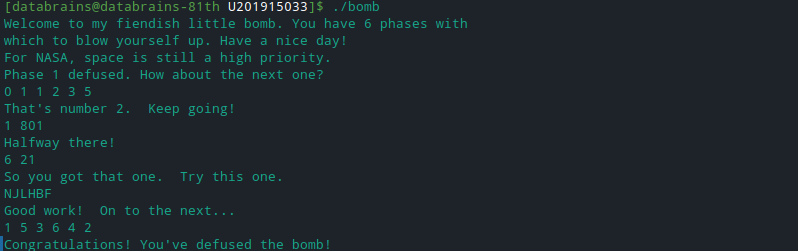 [databrains@databrains-81th U201915033]$ ./bomb
Welcome to my fiendish little bomb. You have 6 phases with
which to blow yourself up. Have a nice day!
For NASA, space is still a high priority.
Phase 1 defused. How about the next one?
0 1 1 2 3 5
That's number 2.  Keep going!
1 801
Halfway there!
6 21
So you got that one.  Try this one.
NJLHBF
Good work!  On to the next...
1 5 3 6 4 2
Congratulations! You've defused the bomb!